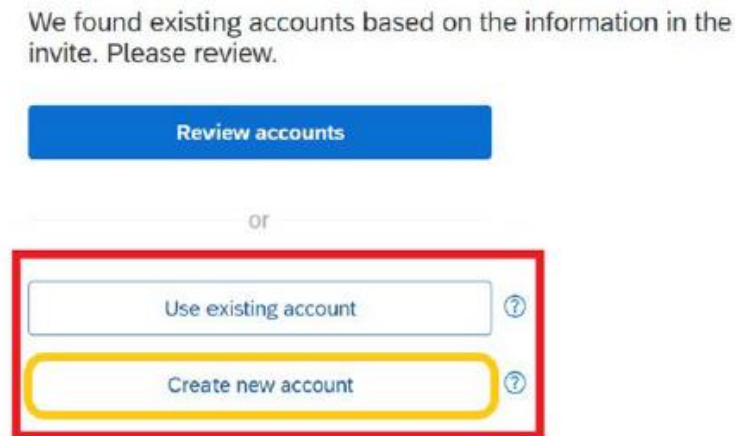 We found existing accounts based on the information in the
invite. Please review.
Review accounts
or
Use existing account
?
Create new account
?